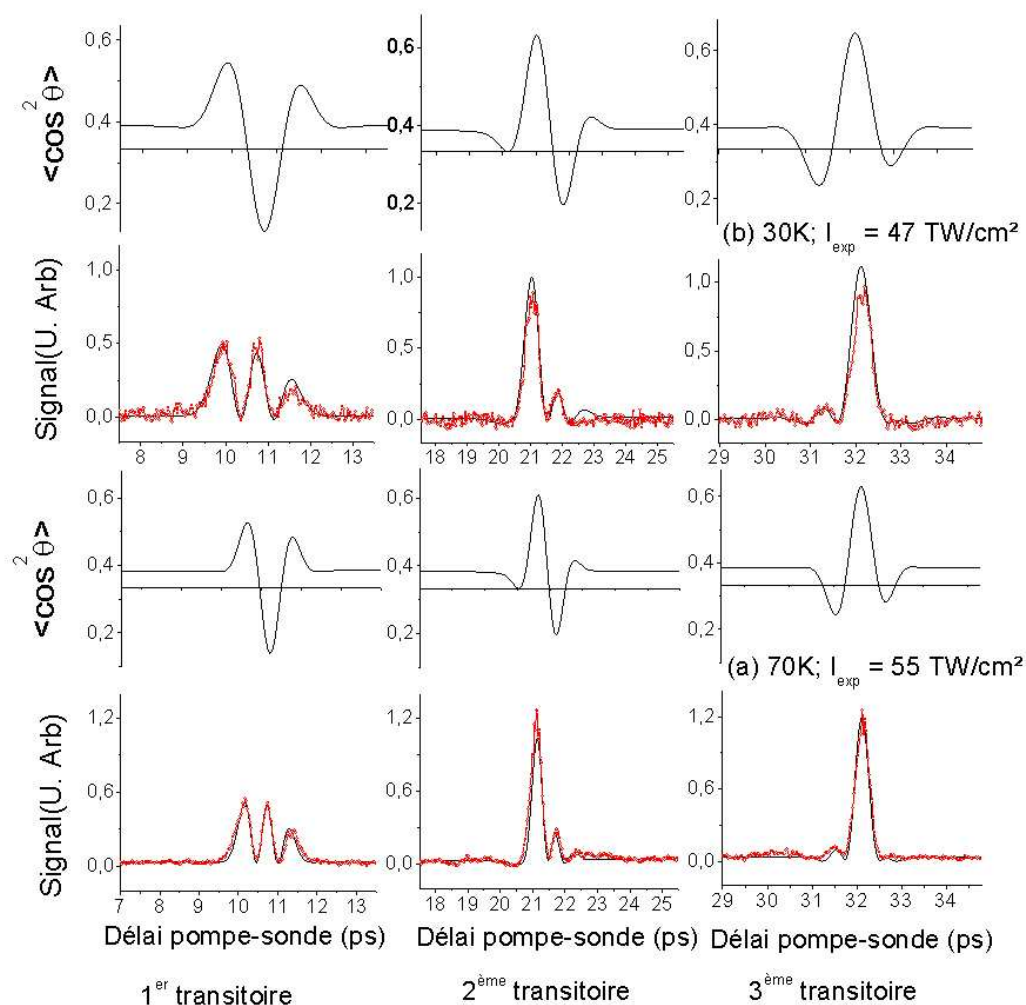 0,6 0,6 0,6
0,4 0,4 0,4
0,2 0,2 0,2
<cos² θ>
(b) 30K; I_exp = 47 TW/cm²
1,0 1,0 1,0
0,5 0,5 0,5
0,0 0,0 0,0
Signal(U. Arb)
8 9 10 11 12 13 18 19 20 21 22 23 24 25 29 30 31 32 33 34
0,6 0,6 0,6
0,4 0,4 0,4
0,2 0,2 0,2
<cos² θ>
(a) 70K; I_exp = 55 TW/cm²
1,2 1,2 1,2
0,6 0,6 0,6
0,0 0,0 0,0
Signal(U. Arb)
7 8 9 10 11 12 13 18 19 20 21 22 23 24 25 29 30 31 32 33 34
Délai pompe-sonde (ps) Délai pompe-sonde (ps) Délai pompe-sonde (ps)
1er transitoire 2ème transitoire 3ème transitoire